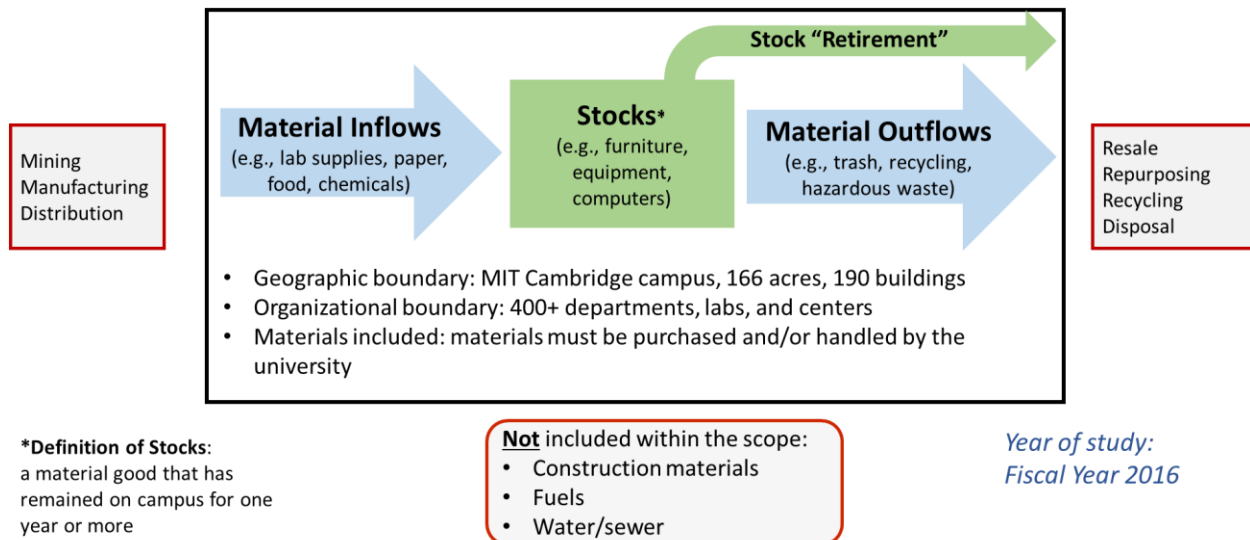 Stock “Retirement”
Mining
Manufacturing
Distribution
Material Inflows
(e.g., lab supplies, paper,
food, chemicals)
Stocks*
(e.g., furniture,
equipment,
computers)
Material Outflows
(e.g., trash, recycling,
hazardous waste)
Resale
Repurposing
Recycling
Disposal
• Geographic boundary: MIT Cambridge campus, 166 acres, 190 buildings
• Organizational boundary: 400+ departments, labs, and centers
• Materials included: materials must be purchased and/or handled by the
university
*Definition of Stocks:
a material good that has
remained on campus for one
year or more
Not included within the scope:
• Construction materials
• Fuels
• Water/sewer
Year of study:
Fiscal Year 2016